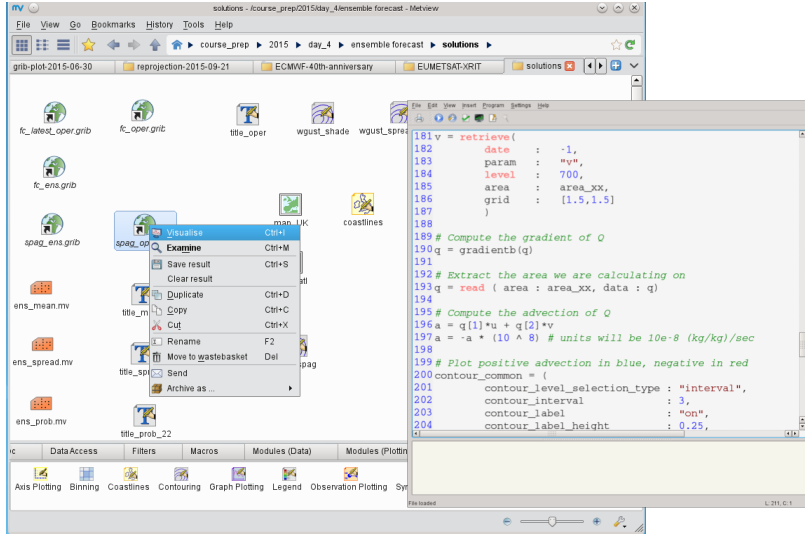 solutions - /course_prep/2015/day_4/ensemble forecast - Metview
File View Go Bookmarks History Tools Help
course_prep 2015 day_4 ensemble forecast solutions
grib-plot-2015-06-30 reprojection-2015-09-21 ECMWF-40th-anniversary EUMETSAT-XRIT solutions
fc_latest_oper.grib fc_oper.grib title_oper wgust_shade
fc_ens.grib
spag_ens.grib map_UK coastlines
Visualise Ctrl+I
Examine Ctrl+M
Save result Ctrl+S
Clear result
Duplicate Ctrl+D
Copy Ctrl+C
Cut Ctrl+X
Rename F2
Move to wastebasket Del
Send
Archive as ...
ens_mean.mv
ens_spread.mv
ens_prob.mv
title_prob_22
Data Access Filters Macros Modules (Data)
Axis Plotting Binning Coastlines Contouring Graph Plotting Legend Observation Plotting
File Edit View Insert Program Settings Help
181 v = retrieve(
182 date : -1,
183 param : "v",
184 level : 700,
185 area : area_xx,
186 grid : [1.5,1.5]
187 )
188
189 # Compute the gradient of Q
190 q = gradientb(q)
191
192 # Extract the area we are calculating on
193 q = read ( area : area_xx, data : q)
194
195 # Compute the advection of Q
196 a = q[1]*u + q[2]*v
197 a = -a * (10 ^ 8) # units will be 10e-8 (kg/kg)/sec
198
199 # Plot positive advection in blue, negative in red
200 contour_common = (
201 contour_level_selection_type : "interval",
202 contour_interval : 3,
203 contour_label : "on",
204 contour_label_height : 0.25,
File loaded L: 211, C: 1